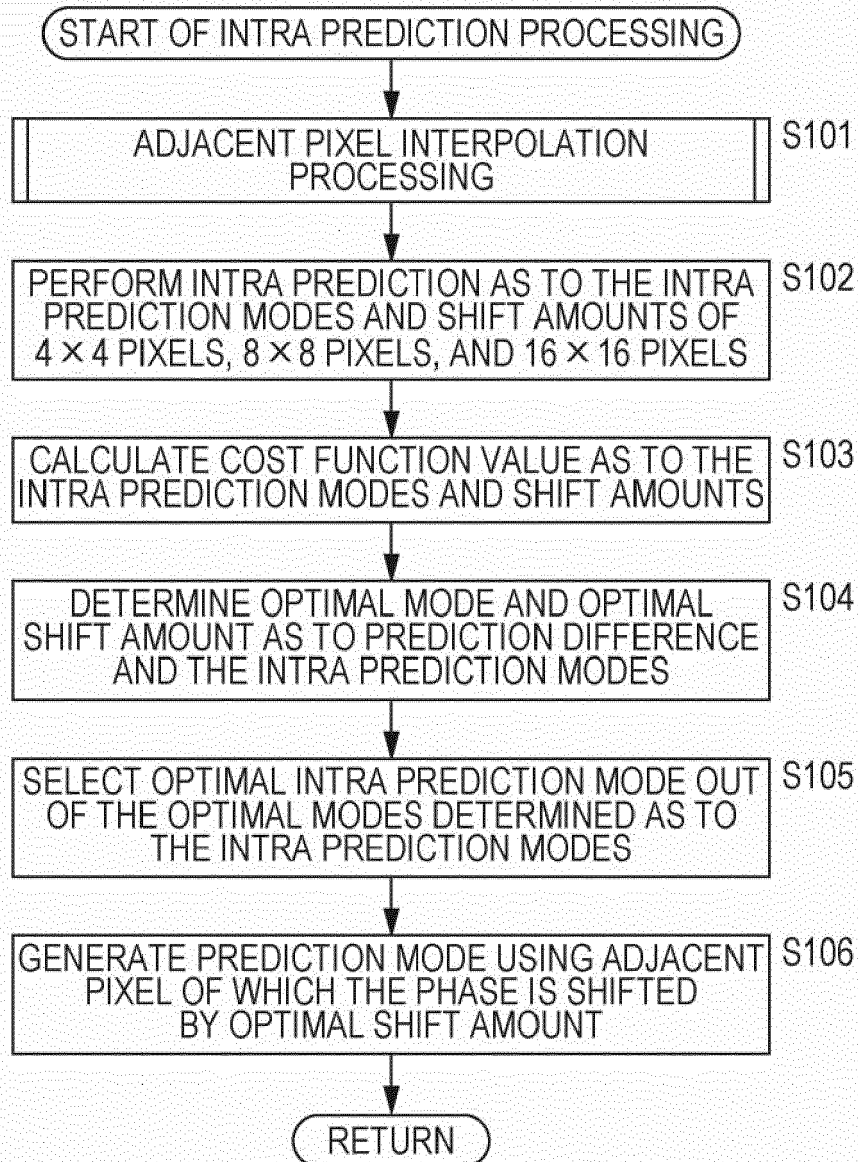 START OF INTRA PREDICTION PROCESSING
ADJACENT PIXEL INTERPOLATION
PROCESSING
S101
PERFORM INTRA PREDICTION AS TO THE INTRA
PREDICTION MODES AND SHIFT AMOUNTS OF
4 × 4 PIXELS, 8 × 8 PIXELS, AND 16 × 16 PIXELS
S102
CALCULATE COST FUNCTION VALUE AS TO THE
INTRA PREDICTION MODES AND SHIFT AMOUNTS
S103
DETERMINE OPTIMAL MODE AND OPTIMAL
SHIFT AMOUNT AS TO PREDICTION DIFFERENCE
AND THE INTRA PREDICTION MODES
S104
SELECT OPTIMAL INTRA PREDICTION MODE OUT
OF THE OPTIMAL MODES DETERMINED AS TO
THE INTRA PREDICTION MODES
S105
GENERATE PREDICTION MODE USING ADJACENT
PIXEL OF WHICH THE PHASE IS SHIFTED
BY OPTIMAL SHIFT AMOUNT
S106
RETURN